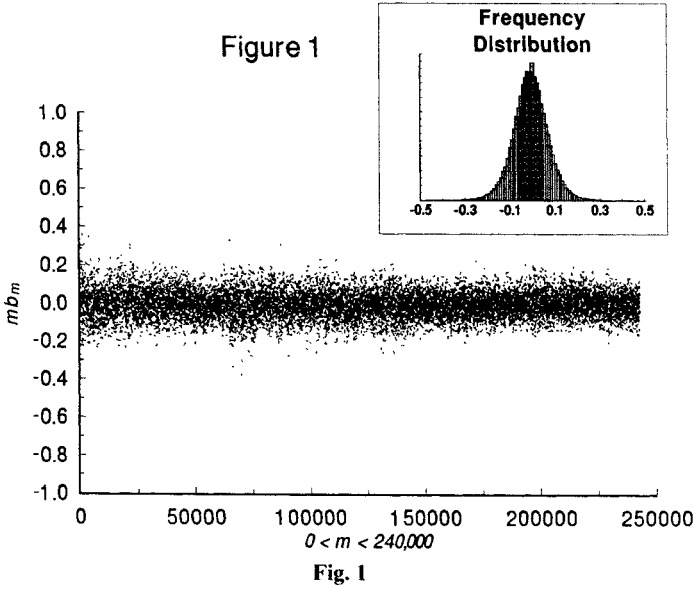 Figure 1
Frequency
Distribution
-0.5 -0.3 -0.1 0.1 0.3 0.5
1.0
0.8
0.6
0.4
0.2
0.0
-0.2
-0.4
-0.6
-0.8
-1.0
mbm
0 50000 100000 150000 200000 250000
0 < m < 240,000
Fig. 1